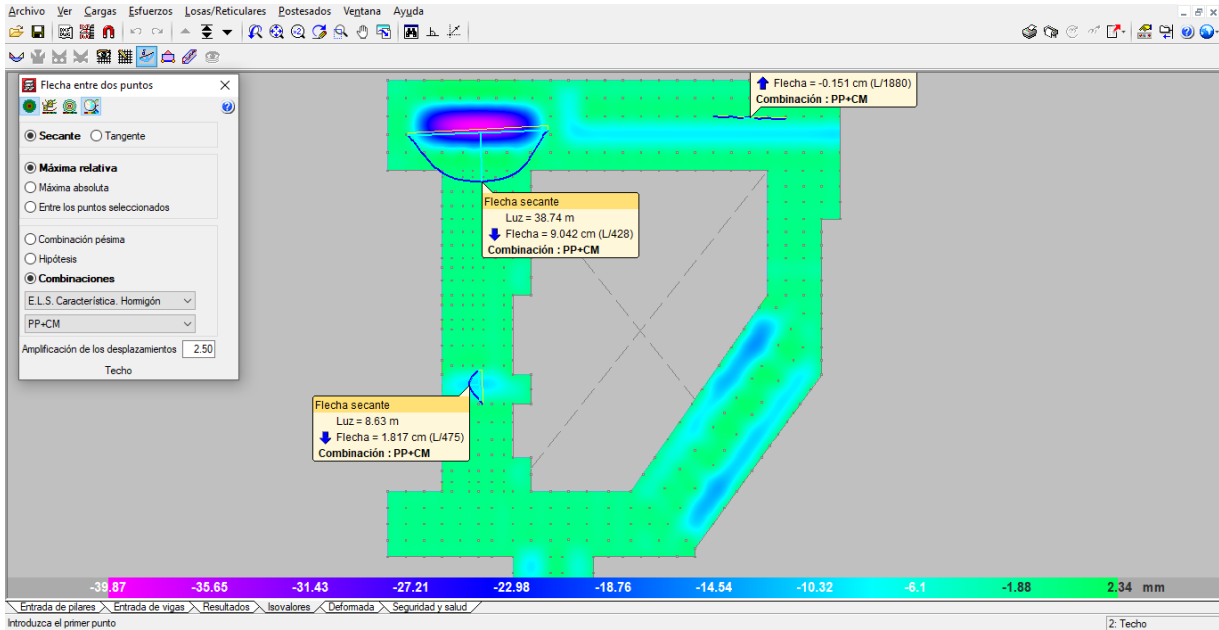 Archivo Ver Cargas Esfuerzos Losas/Reticulares Postesados Ventana Ayuda
Flecha entre dos puntos
Secante Tangente
Máxima relativa
Máxima absoluta
Entre los puntos seleccionados
Combinación pésima
Hipótesis
Combinaciones
E.L.S. Característica. Hormigón
PP+CM
Amplificación de los desplazamientos 2.50
Techo
Flecha = -0.151 cm (L/1880)
Combinación : PP+CM
Flecha secante
Luz = 38.74 m
Flecha = 9.042 cm (L/428)
Combinación : PP+CM
Flecha secante
Luz = 8.63 m
Flecha = 1.817 cm (L/475)
Combinación : PP+CM
-39.87 -35.65 -31.43 -27.21 -22.98 -18.76 -14.54 -10.32 -6.1 -1.88 2.34 mm
Entrada de pilares Entrada de vigas Resultados Isovalores Deformada Seguridad y salud
Introduzca el primer punto 2: Techo